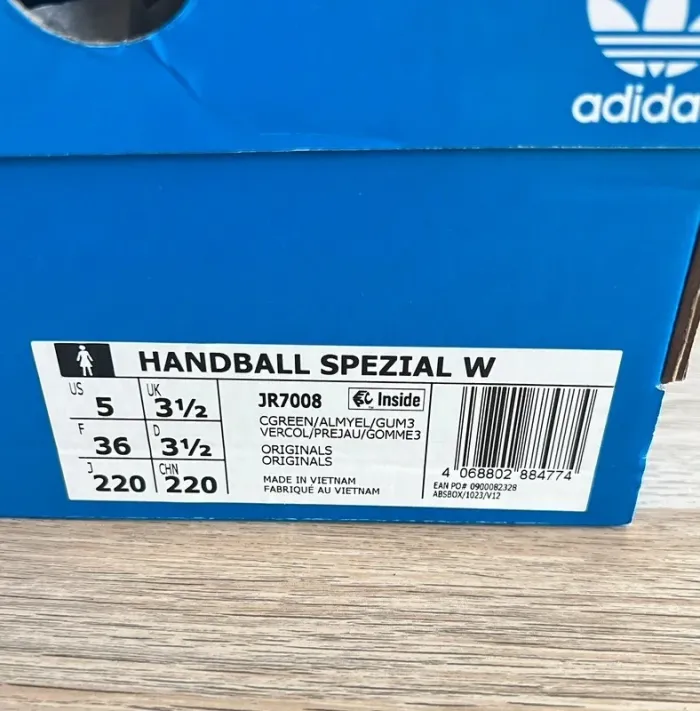 adidas
HANDBALL SPEZIAL W
US 5 UK 3½
F 36 D 3½
J 220 CHN 220
JR7008 Inside
CGREEN/ALMYEL/GUM3
VERCOL/PREJAU/GOMME3
ORIGINALS
ORIGINALS
MADE IN VIETNAM
FABRIQUÉ AU VIETNAM
4 068802 884774
EAN PO# 0900082328
ABSBOX/1023/V12